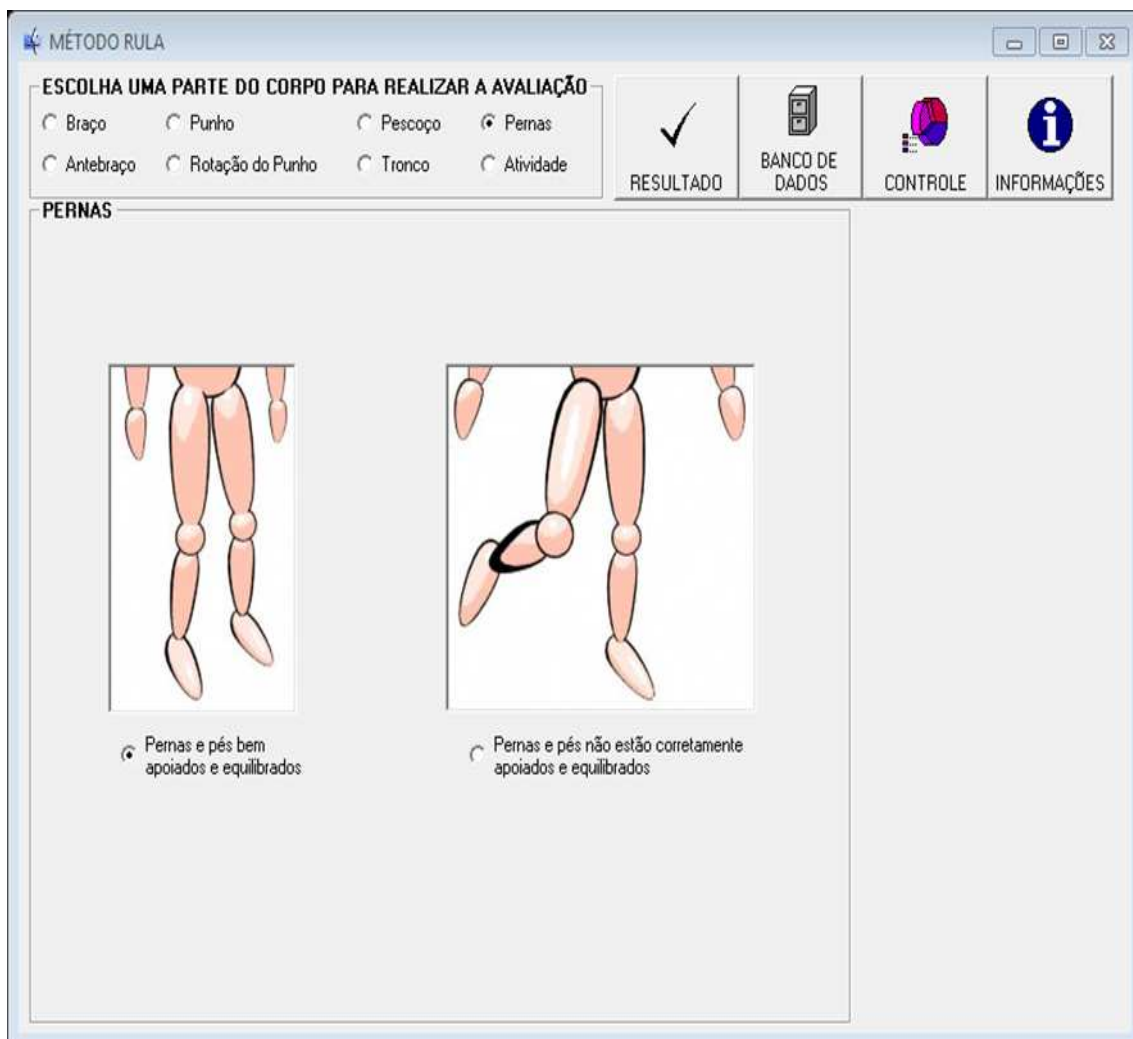 MÉTODO RULA
ESCOLHA UMA PARTE DO CORPO PARA REALIZAR A AVALIAÇÃO
Braço Punho Pescoço Pernas
Antebraço Rotação do Punho Tronco Atividade
RESULTADO
BANCO DE
DADOS
CONTROLE
INFORMAÇÕES
PERNAS
Pernas e pés bem
apoiados e equilibrados
Pernas e pés não estão corretamente
apoiados e equilibrados